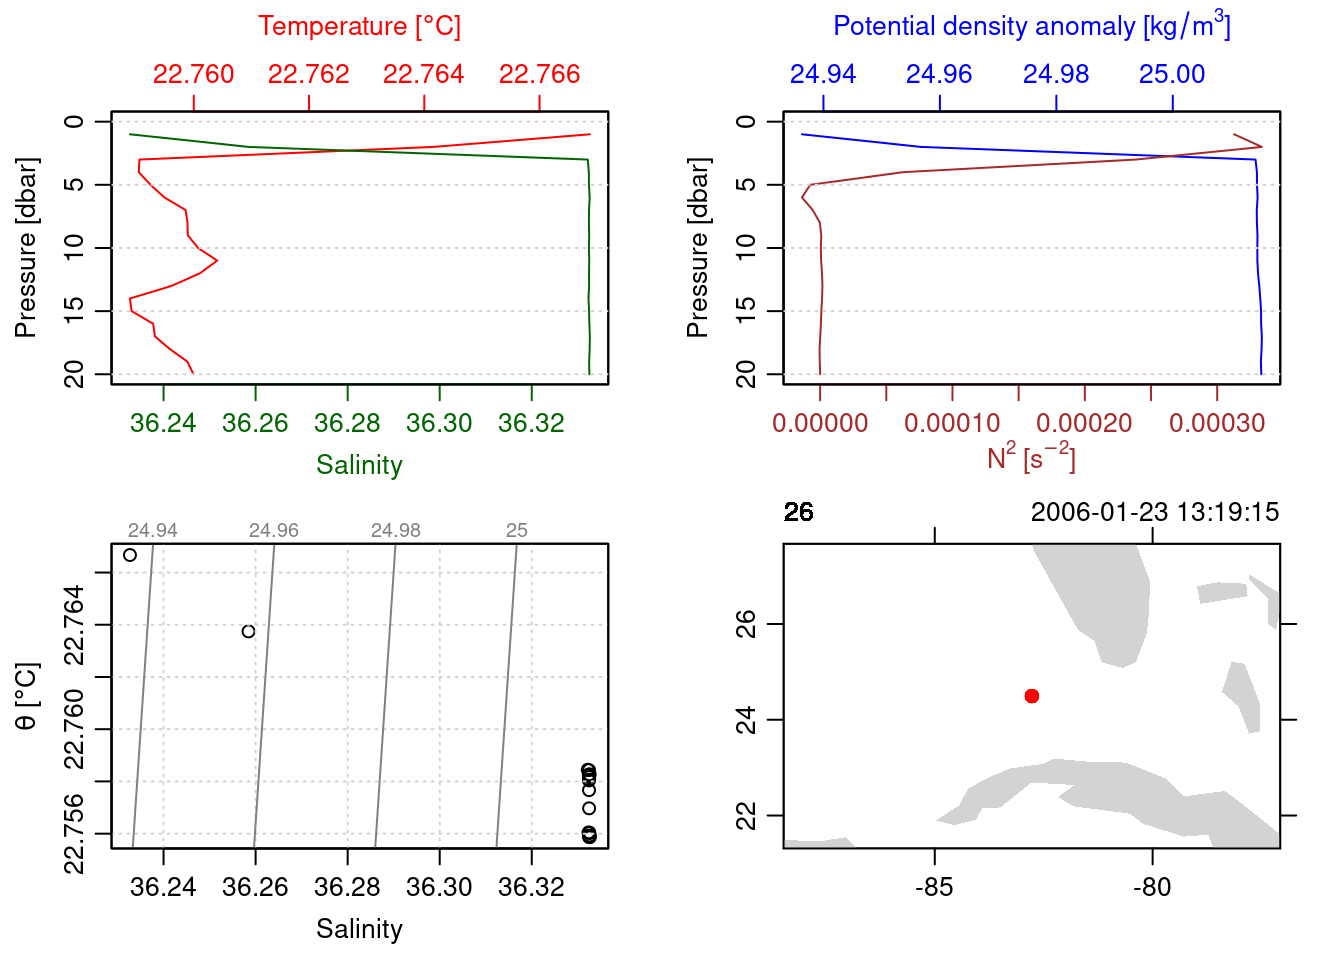 Temperature [°C]
22.760 22.762 22.764 22.766
Pressure [dbar]
0 5 10 15 20
36.24 36.26 36.28 36.30 36.32
Salinity
Potential density anomaly [kg/m³]
24.94 24.96 24.98 25.00
Pressure [dbar]
0 5 10 15 20
0.00000 0.00010 0.00020 0.00030
N² [s⁻²]
24.94 24.96 24.98 25
θ [°C]
22.756 22.760 22.764
36.24 36.26 36.28 36.30 36.32
Salinity
26 2006-01-23 13:19:15
22 24 26
-85 -80